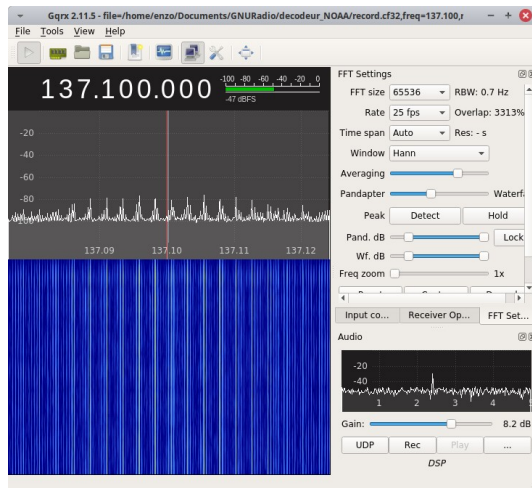 Gqrx 2.11.5 - file=/home/enzo/Documents/GNURadio/decodeur_NOAA/record.cf32,freq=137.100,r
File Tools View Help
137.100.000
-100 -80 -60 -40 -20 0
-47 dBFS
-20
-40
-60
-80
-100
137.09 137.10 137.11 137.12
FFT Settings
FFT size 65536 RBW: 0.7 Hz
Rate 25 fps Overlap: 3313%
Time span Auto Res: - s
Window Hann
Averaging
Pandapter Waterf
Peak Detect Hold
Pand. dB Lock
Wf. dB
Freq zoom 1x
Input co... Receiver Op... FFT Set...
Audio
-20
-40
1 2 3 4
Gain: 8.2 dB
UDP Rec Play ...
DSP